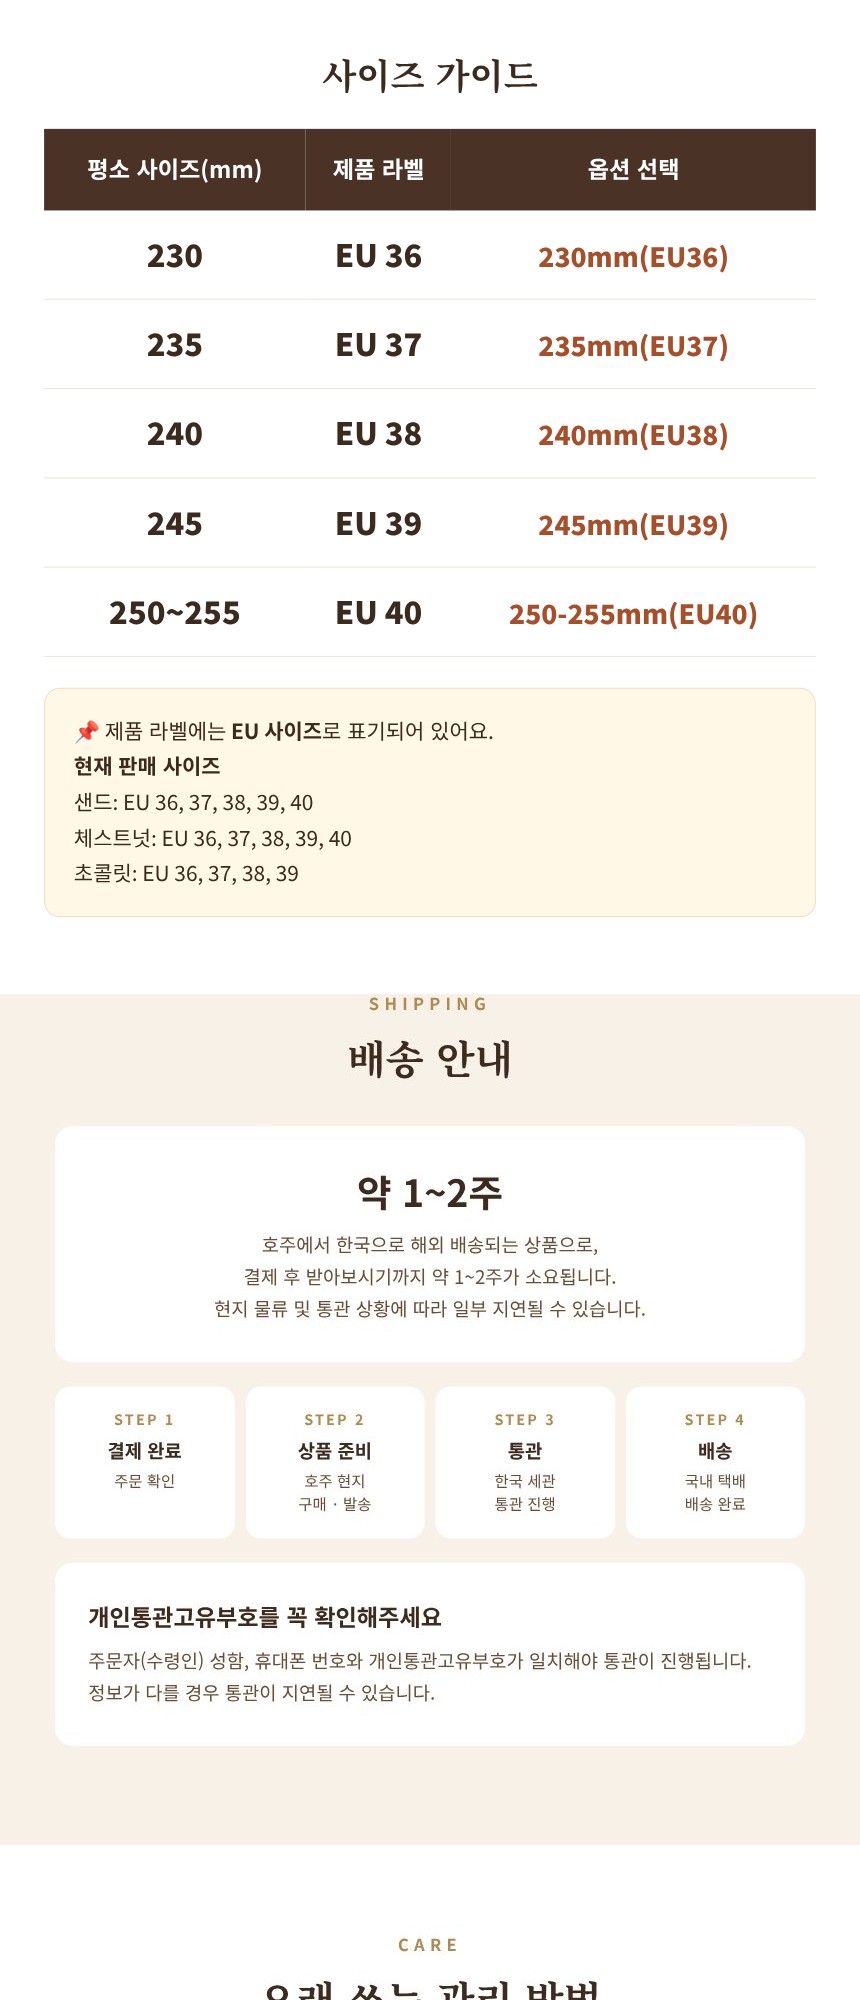 사이즈 가이드
평소 사이즈(mm) 제품 라벨 옵션 선택
230 EU 36 230mm(EU36)
235 EU 37 235mm(EU37)
240 EU 38 240mm(EU38)
245 EU 39 245mm(EU39)
250~255 EU 40 250-255mm(EU40)
📌 제품 라벨에는 EU 사이즈로 표기되어 있어요.
현재 판매 사이즈
샌드: EU 36, 37, 38, 39, 40
체스트넛: EU 36, 37, 38, 39, 40
초콜릿: EU 36, 37, 38, 39
SHIPPING
배송 안내
약 1~2주
호주에서 한국으로 해외 배송되는 상품으로,
결제 후 받아보시기까지 약 1~2주가 소요됩니다.
현지 물류 및 통관 상황에 따라 일부 지연될 수 있습니다.
STEP 1
결제 완료
주문 확인
STEP 2
상품 준비
호주 현지
구매 · 발송
STEP 3
통관
한국 세관
통관 진행
STEP 4
배송
국내 택배
배송 완료
개인통관고유부호를 꼭 확인해주세요
주문자(수령인) 성함, 휴대폰 번호와 개인통관고유부호가 일치해야 통관이 진행됩니다.
정보가 다를 경우 통관이 지연될 수 있습니다.
CARE
오래 쓰는 관리 방법